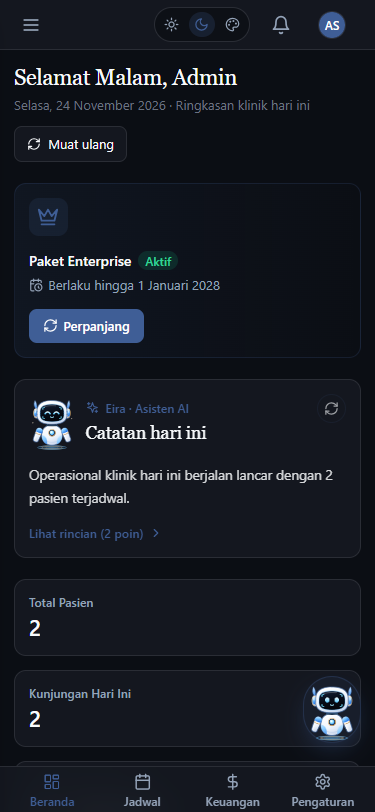 AS
Selamat Malam, Admin
Selasa, 24 November 2026 · Ringkasan klinik hari ini
Muat ulang
Paket Enterprise Aktif
Berlaku hingga 1 Januari 2028
Perpanjang
Eira · Asisten AI
Catatan hari ini
Operasional klinik hari ini berjalan lancar dengan 2
pasien terjadwal.
Lihat rincian (2 poin)
Total Pasien
2
Kunjungan Hari Ini
2
Beranda Jadwal Keuangan Pengaturan